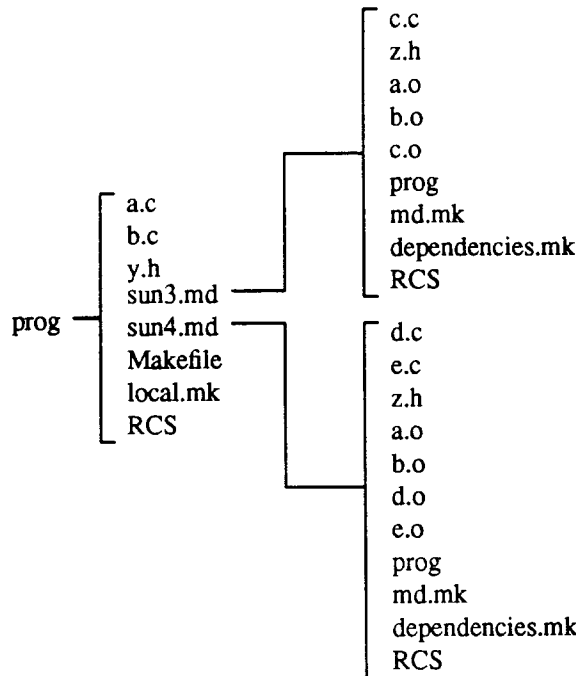 prog
a.c
b.c
y.h
sun3.md
sun4.md
Makefile
local.mk
RCS
c.c
z.h
a.o
b.o
c.o
prog
md.mk
dependencies.mk
RCS
d.c
e.c
z.h
a.o
b.o
d.o
e.o
prog
md.mk
dependencies.mk
RCS